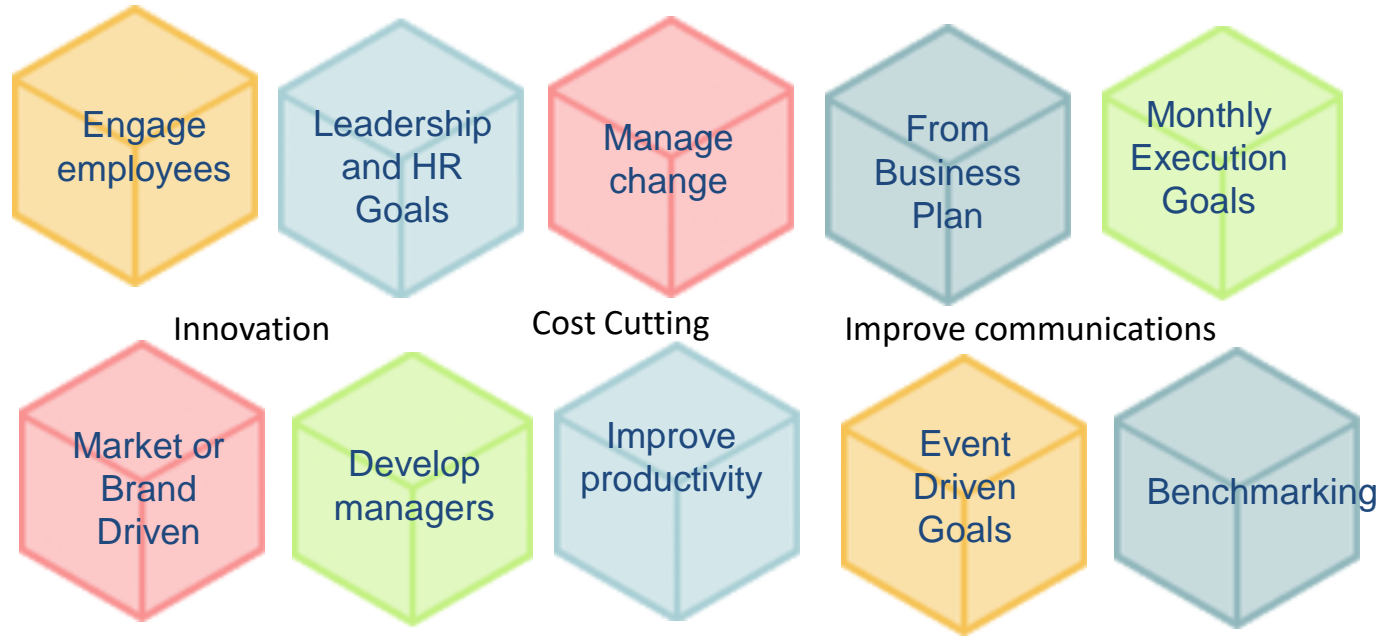 Engage
employees
Leadership
and HR
Goals
Manage
change
From
Business
Plan
Monthly
Execution
Goals
Innovation
Cost Cutting
Improve communications
Market or
Brand
Driven
Develop
managers
Improve
productivity
Event
Driven
Goals
Benchmarking